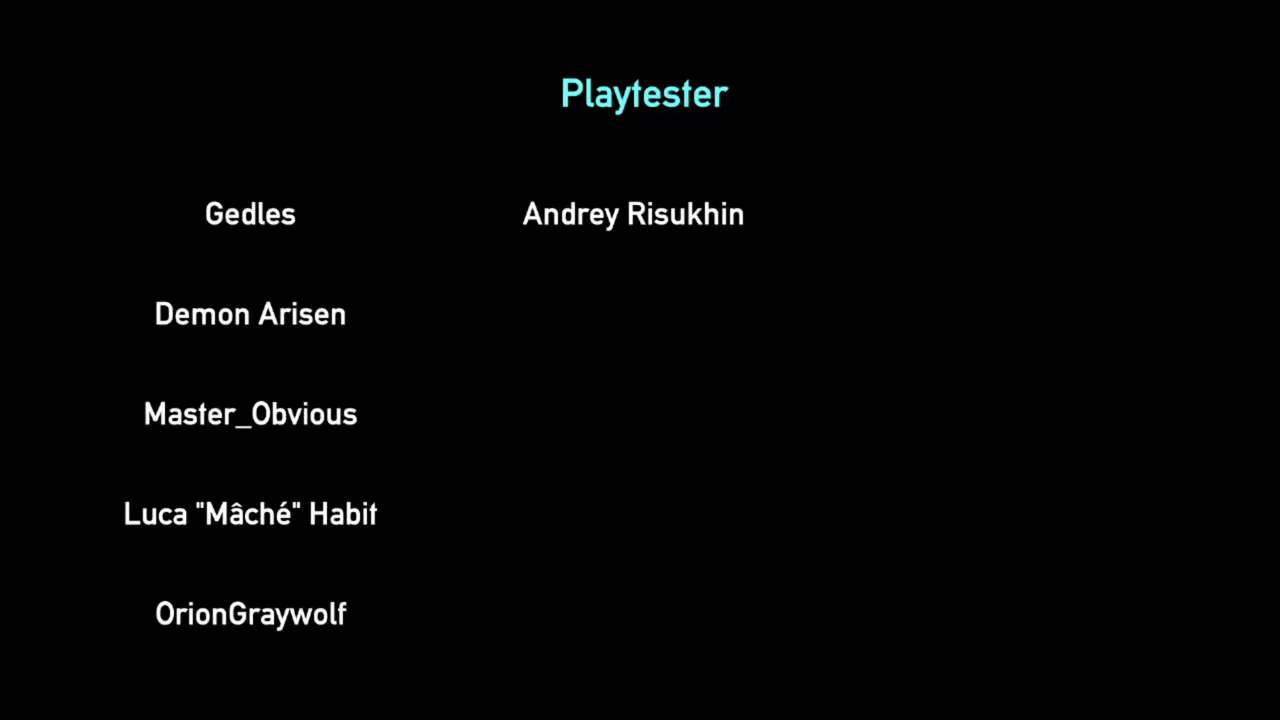 Playtester
Gedles
Andrey Risukhin
Demon Arisen
Master_Obvious
Luca "Mâché" Habit
OrionGraywolf